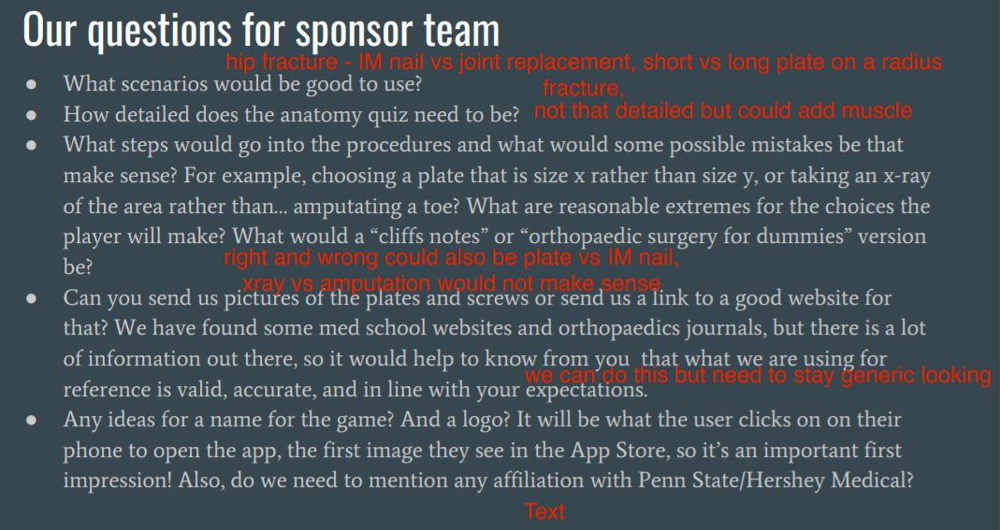 Our questions for sponsor team
hip fracture - IM nail vs joint replacement, short vs long plate on a radius
fracture,
● What scenarios would be good to use?
● How detailed does the anatomy quiz need to be?
not that detailed but could add muscle
● What steps would go into the procedures and what would some possible mistakes be that
make sense? For example, choosing a plate that is size x rather than size y, or taking an x-ray
of the area rather than... amputating a toe? What are reasonable extremes for the choices the
player will make? What would a “cliffs notes” or “orthopaedic surgery for dummies” version
be?
right and wrong could also be plate vs IM nail,
xray vs amputation would not make sense
● Can you send us pictures of the plates and screws or send us a link to a good website for
that? We have found some med school websites and orthopaedics journals, but there is a lot
of information out there, so it would help to know from you that what we are using for
reference is valid, accurate, and in line with your expectations.
we can do this but need to stay generic looking
● Any ideas for a name for the game? And a logo? It will be what the user clicks on on their
phone to open the app, the first image they see in the App Store, so it’s an important first
impression! Also, do we need to mention any affiliation with Penn State/Hershey Medical?
Text